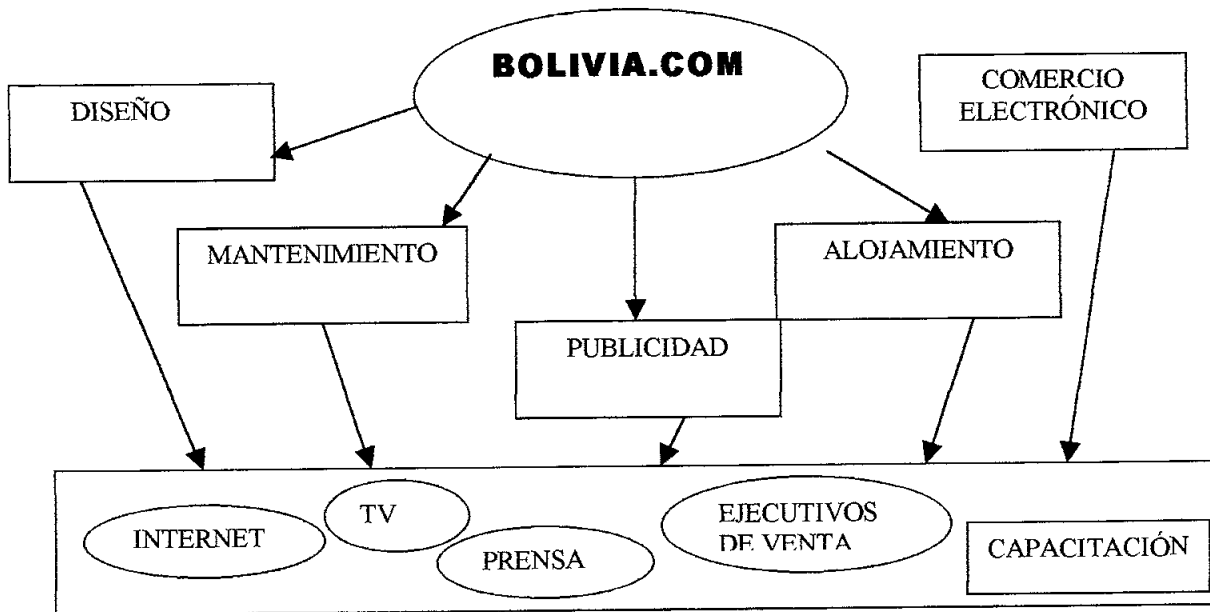 BOLIVIA.COM
COMERCIO
ELECTRÓNICO
DISEÑO
MANTENIMIENTO
ALOJAMIENTO
PUBLICIDAD
INTERNET
TV
PRENSA
EJECUTIVOS
DE VENTA
CAPACITACIÓN